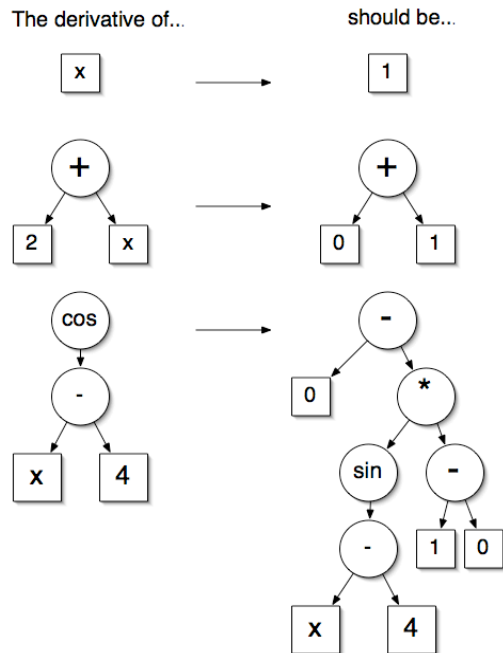 The derivative of... should be...
x 1
+ +
2 x 0 1
cos -
- 0 *
x 4 sin -
- 1 0
x 4